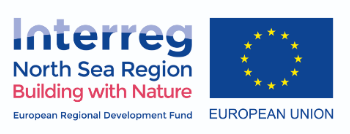 Interreg
North Sea Region
Building with Nature
European Regional Development Fund
EUROPEAN UNION